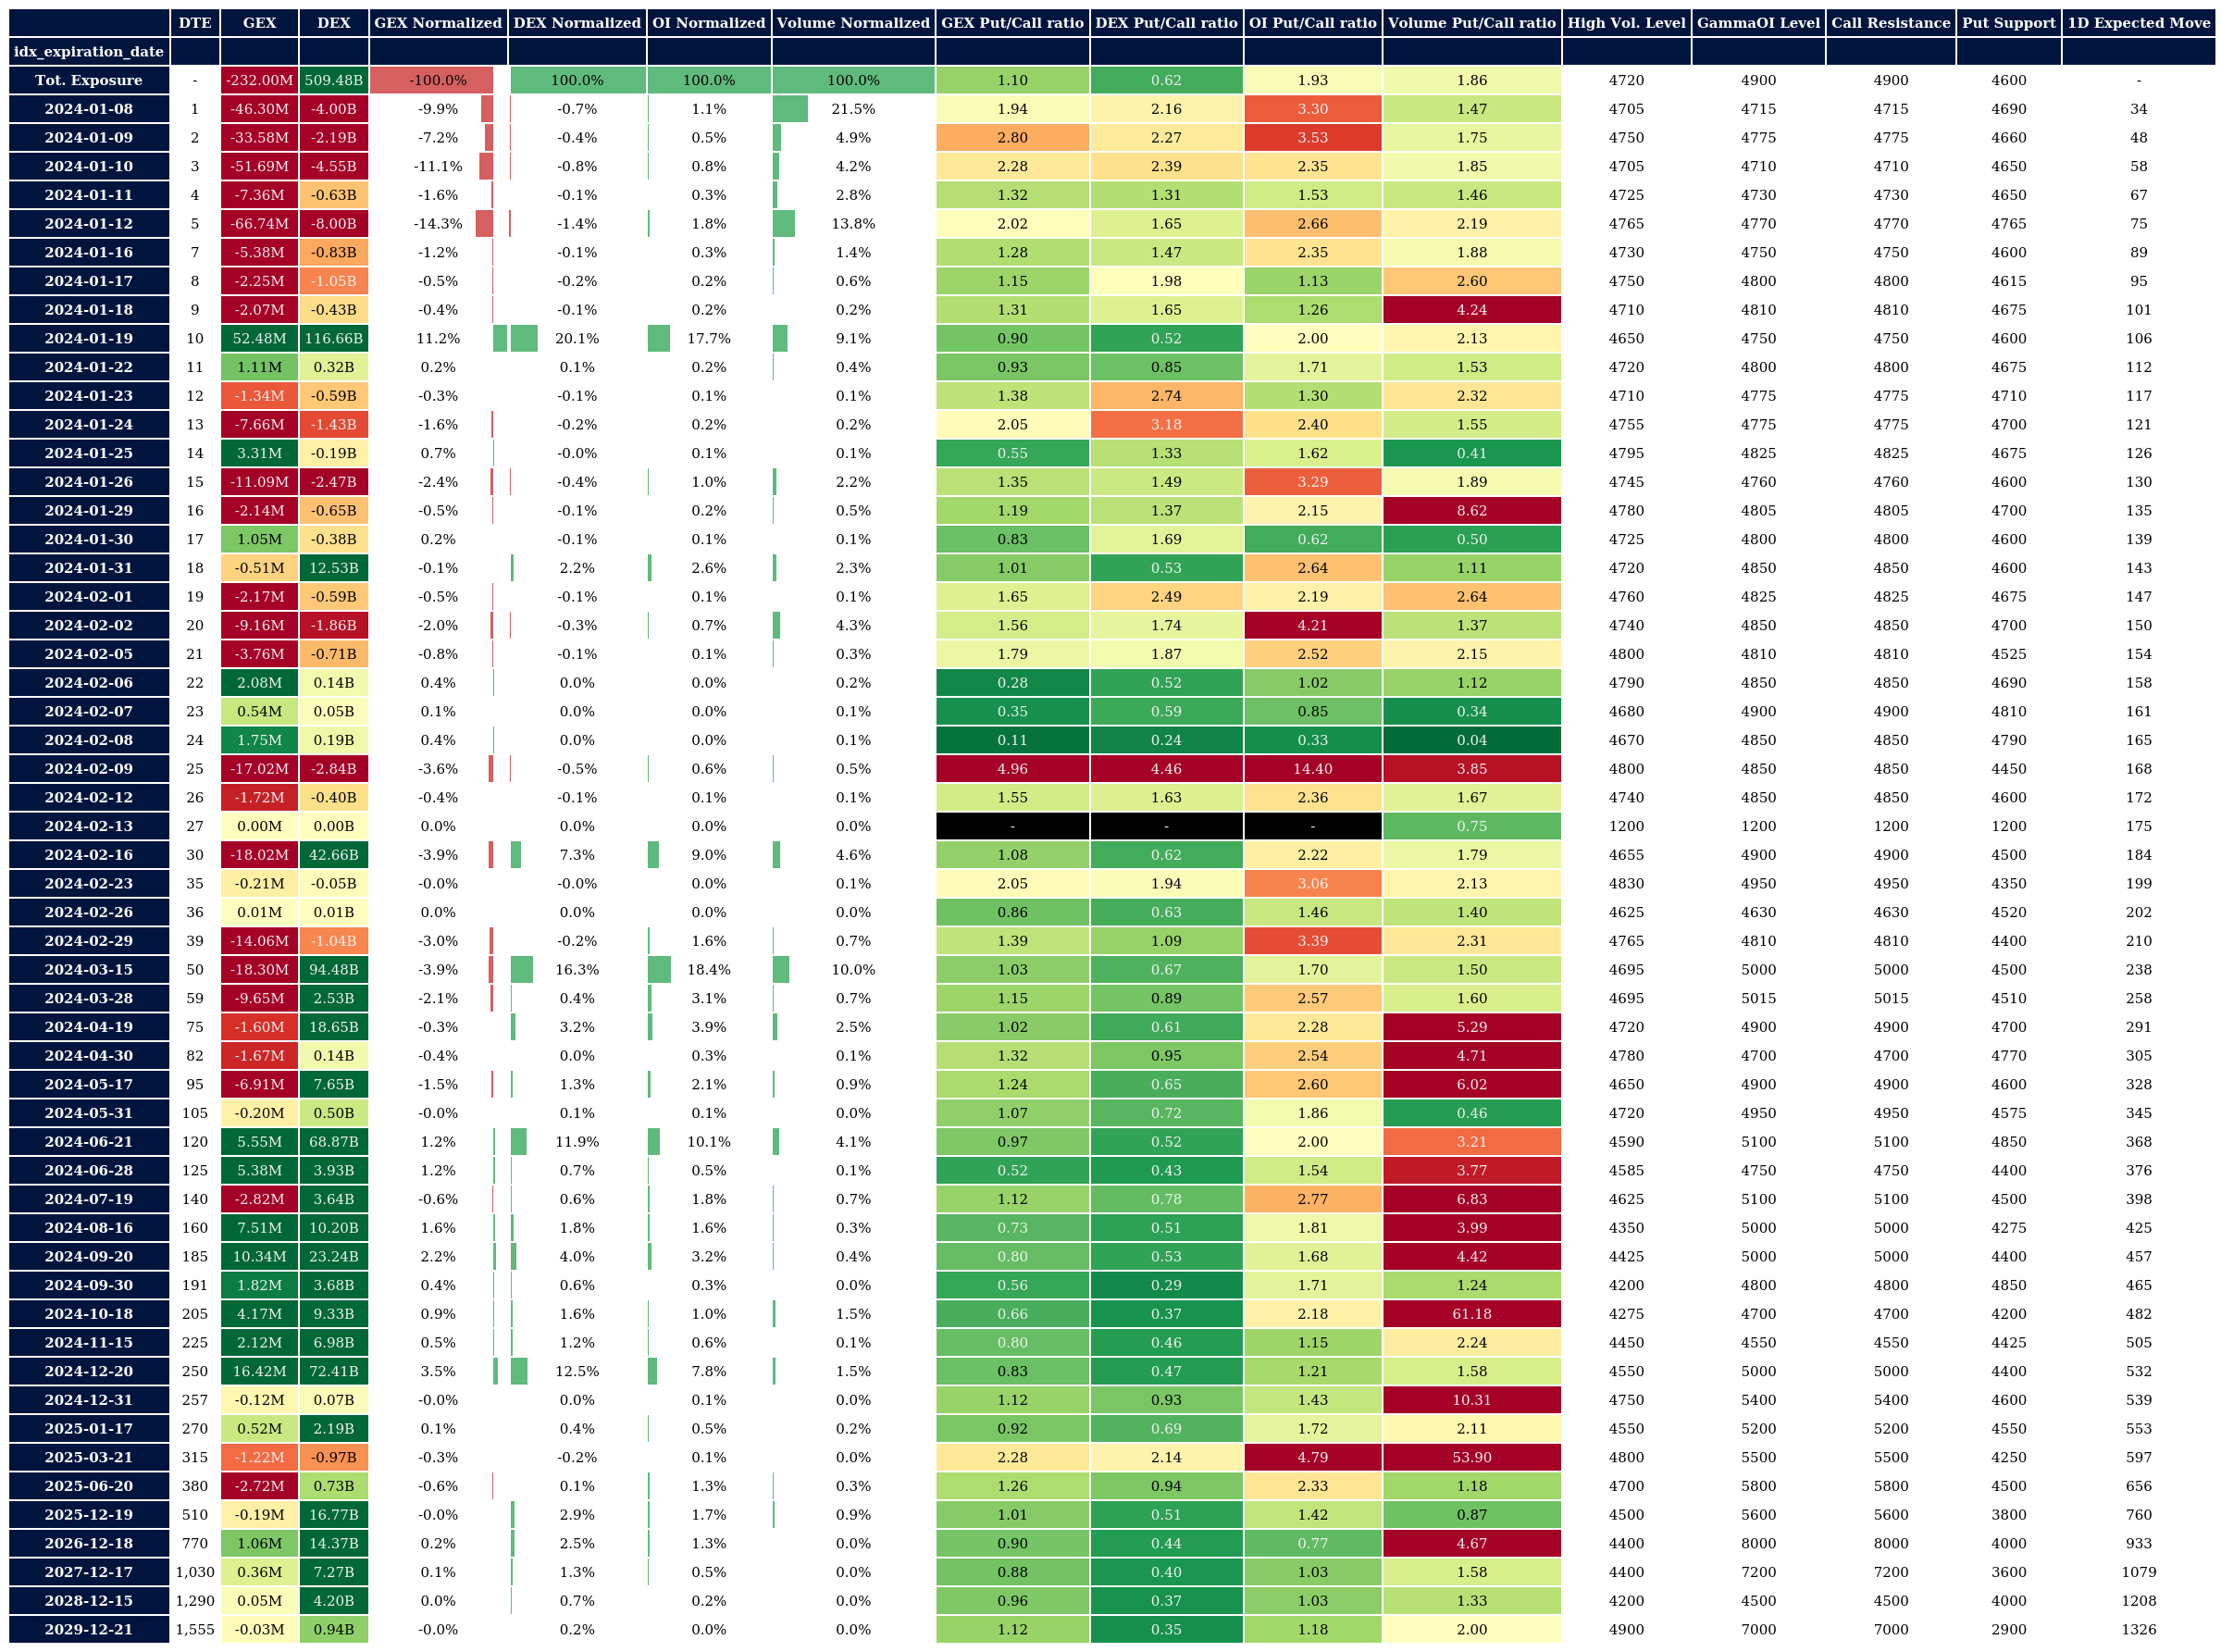 DTE GEX DEX GEX Normalized DEX Normalized OI Normalized Volume Normalized GEX Put/Call ratio DEX Put/Call ratio OI Put/Call ratio Volume Put/Call ratio High Vol. Level GammaOI Level Call Resistance Put Support 1D Expected Move
idx_expiration_date
Tot. Exposure - -232.00M 509.48B -100.0% 100.0% 100.0% 100.0% 1.10 0.62 1.93 1.86 4720 4900 4900 4600 -
2024-01-08 1 -46.30M -4.00B -9.9% -0.7% 1.1% 21.5% 1.94 2.16 3.30 1.47 4705 4715 4715 4690 34
2024-01-09 2 -33.58M -2.19B -7.2% -0.4% 0.5% 4.9% 2.80 2.27 3.53 1.75 4750 4775 4775 4660 48
2024-01-10 3 -51.69M -4.55B -11.1% -0.8% 0.8% 4.2% 2.28 2.39 2.35 1.85 4705 4710 4710 4650 58
2024-01-11 4 -7.36M -0.63B -1.6% -0.1% 0.3% 2.8% 1.32 1.31 1.53 1.46 4725 4730 4730 4650 67
2024-01-12 5 -66.74M -8.00B -14.3% -1.4% 1.8% 13.8% 2.02 1.65 2.66 2.19 4765 4770 4770 4765 75
2024-01-16 7 -5.38M -0.83B -1.2% -0.1% 0.3% 1.4% 1.28 1.47 2.35 1.88 4730 4750 4750 4600 89
2024-01-17 8 -2.25M -1.05B -0.5% -0.2% 0.2% 0.6% 1.15 1.98 1.13 2.60 4750 4800 4800 4615 95
2024-01-18 9 -2.07M -0.43B -0.4% -0.1% 0.2% 0.2% 1.31 1.65 1.26 4.24 4710 4810 4810 4675 101
2024-01-19 10 52.48M 116.66B 11.2% 20.1% 17.7% 9.1% 0.90 0.52 2.00 2.13 4650 4750 4750 4600 106
2024-01-22 11 1.11M 0.32B 0.2% 0.1% 0.2% 0.4% 0.93 0.85 1.71 1.53 4720 4800 4800 4675 112
2024-01-23 12 -1.34M -0.59B -0.3% -0.1% 0.1% 0.1% 1.38 2.74 1.30 2.32 4710 4775 4775 4710 117
2024-01-24 13 -7.66M -1.43B -1.6% -0.2% 0.2% 0.2% 2.05 3.18 2.40 1.55 4755 4775 4775 4700 121
2024-01-25 14 3.31M -0.19B 0.7% -0.0% 0.1% 0.1% 0.55 1.33 1.62 0.41 4795 4825 4825 4675 126
2024-01-26 15 -11.09M -2.47B -2.4% -0.4% 1.0% 2.2% 1.35 1.49 3.29 1.89 4745 4760 4760 4600 130
2024-01-29 16 -2.14M -0.65B -0.5% -0.1% 0.2% 0.5% 1.19 1.37 2.15 8.62 4780 4805 4805 4700 135
2024-01-30 17 1.05M -0.38B 0.2% -0.1% 0.1% 0.1% 0.83 1.69 0.62 0.50 4725 4800 4800 4600 139
2024-01-31 18 -0.51M 12.53B -0.1% 2.2% 2.6% 2.3% 1.01 0.53 2.64 1.11 4720 4850 4850 4600 143
2024-02-01 19 -2.17M -0.59B -0.5% -0.1% 0.1% 0.1% 1.65 2.49 2.19 2.64 4760 4825 4825 4675 147
2024-02-02 20 -9.16M -1.86B -2.0% -0.3% 0.7% 4.3% 1.56 1.74 4.21 1.37 4740 4850 4850 4700 150
2024-02-05 21 -3.76M -0.71B -0.8% -0.1% 0.1% 0.3% 1.79 1.87 2.52 2.15 4800 4810 4810 4525 154
2024-02-06 22 2.08M 0.14B 0.4% 0.0% 0.0% 0.2% 0.28 0.52 1.02 1.12 4790 4850 4850 4690 158
2024-02-07 23 0.54M 0.05B 0.1% 0.0% 0.0% 0.1% 0.35 0.59 0.85 0.34 4680 4900 4900 4810 161
2024-02-08 24 1.75M 0.19B 0.4% 0.0% 0.0% 0.1% 0.11 0.24 0.33 0.04 4670 4850 4850 4790 165
2024-02-09 25 -17.02M -2.84B -3.6% -0.5% 0.6% 0.5% 4.96 4.46 14.40 3.85 4800 4850 4850 4450 168
2024-02-12 26 -1.72M -0.40B -0.4% -0.1% 0.1% 0.1% 1.55 1.63 2.36 1.67 4740 4850 4850 4600 172
2024-02-13 27 0.00M 0.00B 0.0% 0.0% 0.0% 0.0% - - - 0.75 1200 1200 1200 1200 175
2024-02-16 30 -18.02M 42.66B -3.9% 7.3% 9.0% 4.6% 1.08 0.62 2.22 1.79 4655 4900 4900 4500 184
2024-02-23 35 -0.21M -0.05B -0.0% -0.0% 0.0% 0.1% 2.05 1.94 3.06 2.13 4830 4950 4950 4350 199
2024-02-26 36 0.01M 0.01B 0.0% 0.0% 0.0% 0.0% 0.86 0.63 1.46 1.40 4625 4630 4630 4520 202
2024-02-29 39 -14.06M -1.04B -3.0% -0.2% 1.6% 0.7% 1.39 1.09 3.39 2.31 4765 4810 4810 4400 210
2024-03-15 50 -18.30M 94.48B -3.9% 16.3% 18.4% 10.0% 1.03 0.67 1.70 1.50 4695 5000 5000 4500 238
2024-03-28 59 -9.65M 2.53B -2.1% 0.4% 3.1% 0.7% 1.15 0.89 2.57 1.60 4695 5015 5015 4510 258
2024-04-19 75 -1.60M 18.65B -0.3% 3.2% 3.9% 2.5% 1.02 0.61 2.28 5.29 4720 4900 4900 4700 291
2024-04-30 82 -1.67M 0.14B -0.4% 0.0% 0.3% 0.1% 1.32 0.95 2.54 4.71 4780 4700 4700 4770 305
2024-05-17 95 -6.91M 7.65B -1.5% 1.3% 2.1% 0.9% 1.24 0.65 2.60 6.02 4650 4900 4900 4600 328
2024-05-31 105 -0.20M 0.50B -0.0% 0.1% 0.1% 0.0% 1.07 0.72 1.86 0.46 4720 4950 4950 4575 345
2024-06-21 120 5.55M 68.87B 1.2% 11.9% 10.1% 4.1% 0.97 0.52 2.00 3.21 4590 5100 5100 4850 368
2024-06-28 125 5.38M 3.93B 1.2% 0.7% 0.5% 0.1% 0.52 0.43 1.54 3.77 4585 4750 4750 4400 376
2024-07-19 140 -2.82M 3.64B -0.6% 0.6% 1.8% 0.7% 1.12 0.78 2.77 6.83 4625 5100 5100 4500 398
2024-08-16 160 7.51M 10.20B 1.6% 1.8% 1.6% 0.3% 0.73 0.51 1.81 3.99 4350 5000 5000 4275 425
2024-09-20 185 10.34M 23.24B 2.2% 4.0% 3.2% 0.4% 0.80 0.53 1.68 4.42 4425 5000 5000 4400 457
2024-09-30 191 1.82M 3.68B 0.4% 0.6% 0.3% 0.0% 0.56 0.29 1.71 1.24 4200 4800 4800 4850 465
2024-10-18 205 4.17M 9.33B 0.9% 1.6% 1.0% 1.5% 0.66 0.37 2.18 61.18 4275 4700 4700 4200 482
2024-11-15 225 2.12M 6.98B 0.5% 1.2% 0.6% 0.1% 0.80 0.46 1.15 2.24 4450 4550 4550 4425 505
2024-12-20 250 16.42M 72.41B 3.5% 12.5% 7.8% 1.5% 0.83 0.47 1.21 1.58 4550 5000 5000 4400 532
2024-12-31 257 -0.12M 0.07B -0.0% 0.0% 0.1% 0.0% 1.12 0.93 1.43 10.31 4750 5400 5400 4600 539
2025-01-17 270 0.52M 2.19B 0.1% 0.4% 0.5% 0.2% 0.92 0.69 1.72 2.11 4550 5200 5200 4550 553
2025-03-21 315 -1.22M -0.97B -0.3% -0.2% 0.1% 0.0% 2.28 2.14 4.79 53.90 4800 5500 5500 4250 597
2025-06-20 380 -2.72M 0.73B -0.6% 0.1% 1.3% 0.3% 1.26 0.94 2.33 1.18 4700 5800 5800 4500 656
2025-12-19 510 -0.19M 16.77B -0.0% 2.9% 1.7% 0.9% 1.01 0.51 1.42 0.87 4500 5600 5600 3800 760
2026-12-18 770 1.06M 14.37B 0.2% 2.5% 1.3% 0.0% 0.90 0.44 0.77 4.67 4400 8000 8000 4000 933
2027-12-17 1,030 0.36M 7.27B 0.1% 1.3% 0.5% 0.0% 0.88 0.40 1.03 1.58 4400 7200 7200 3600 1079
2028-12-15 1,290 0.05M 4.20B 0.0% 0.7% 0.2% 0.0% 0.96 0.37 1.03 1.33 4200 4500 4500 4000 1208
2029-12-21 1,555 -0.03M 0.94B -0.0% 0.2% 0.0% 0.0% 1.12 0.35 1.18 2.00 4900 7000 7000 2900 1326